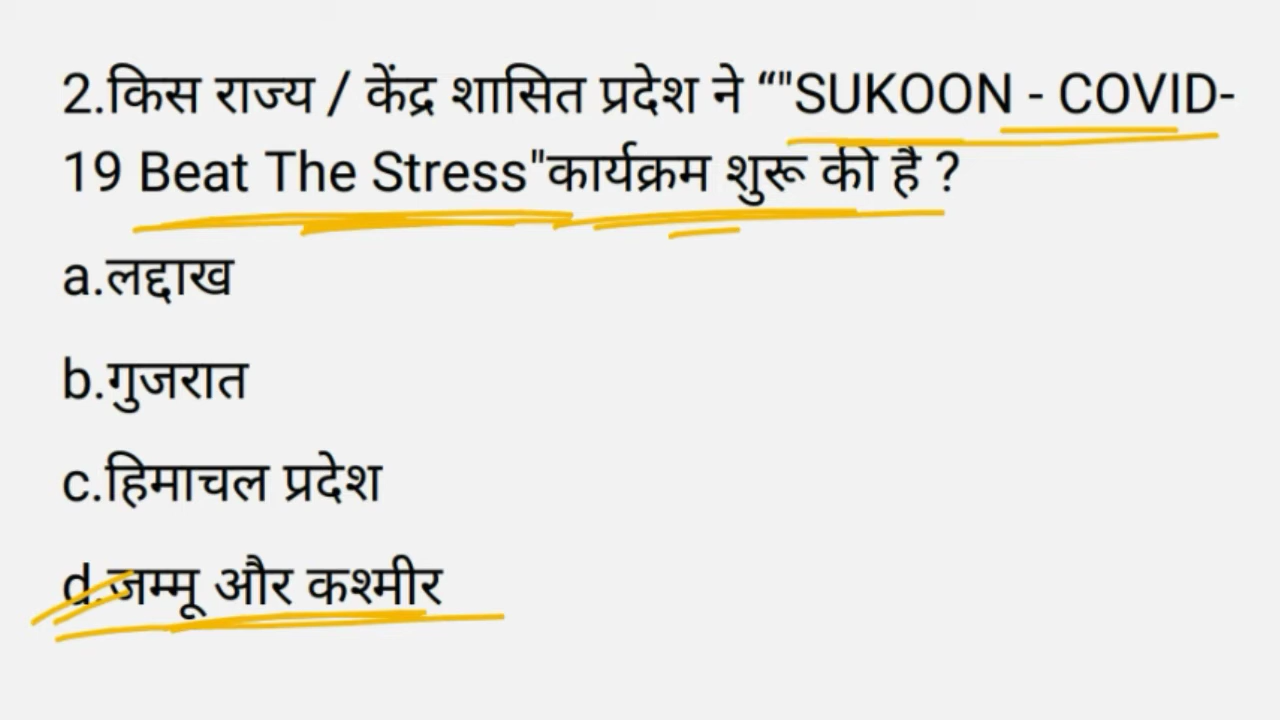 2.किस राज्य / केंद्र शासित प्रदेश ने “"SUKOON - COVID-
19 Beat The Stress"कार्यक्रम शुरू की है ?
a.लद्दाख
b.गुजरात
c.हिमाचल प्रदेश
d.जम्मू और कश्मीर